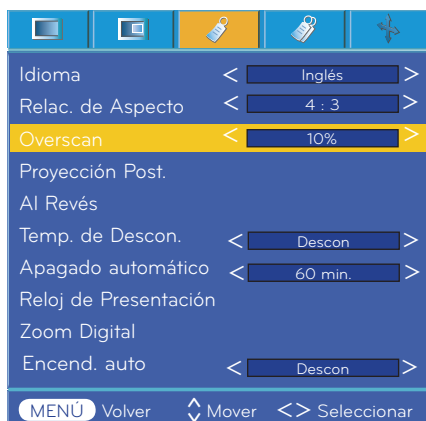 Idioma < Inglés >
Relac. de Aspecto < 4 : 3 >
Overscan < 10% >
Proyección Post.
Al Revés
Temp. de Descon. < Descon >
Apagado automático < 60 min. >
Reloj de Presentación
Zoom Digital
Encend. auto < Descon >
MENÚ Volver Mover <> Seleccionar